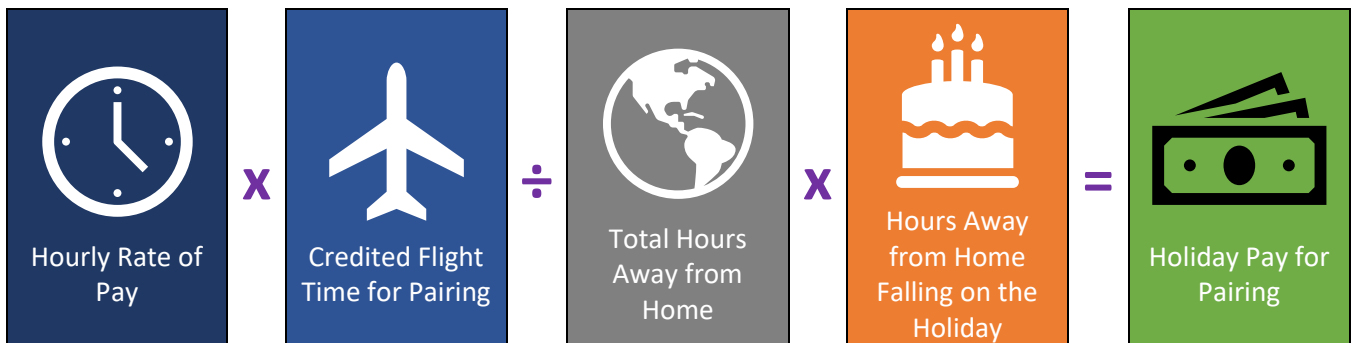 Hourly Rate of
Pay
x
Credited Flight
Time for Pairing
÷
Total Hours
Away from
Home
x
Hours Away
from Home
Falling on the
Holiday
=
Holiday Pay for
Pairing